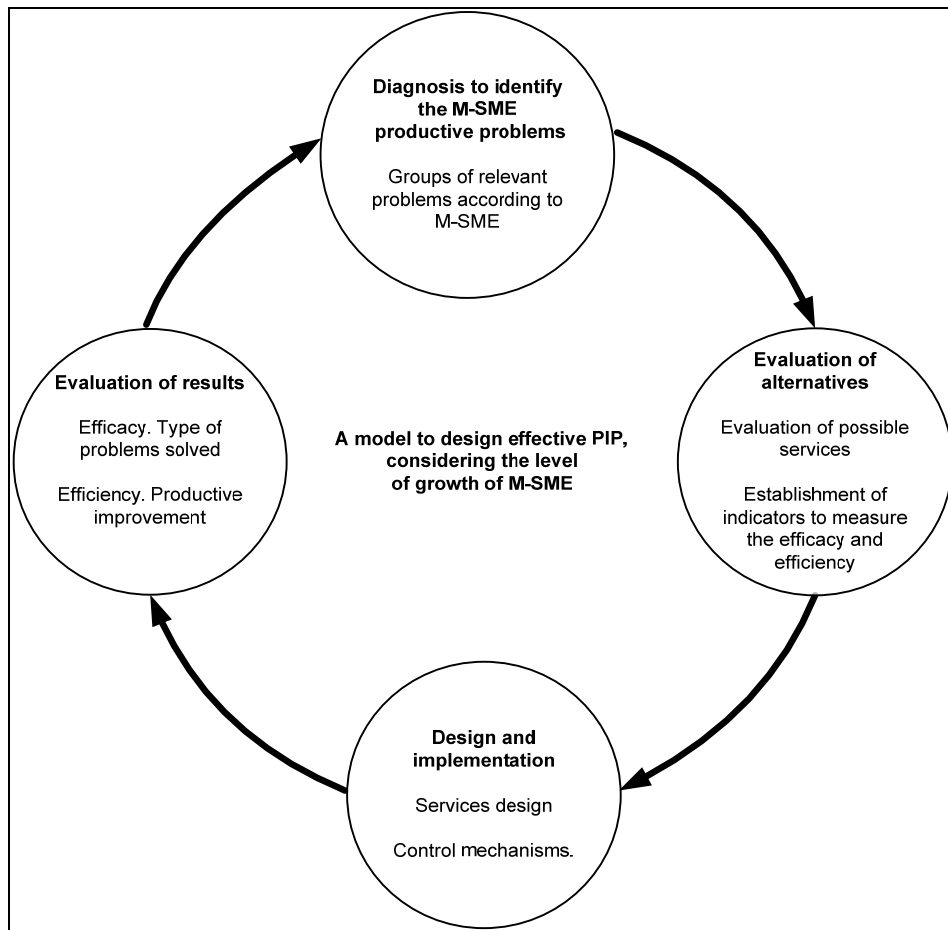 Diagnosis to identify
the M-SME
productive problems
Groups of relevant
problems according to
M-SME
Evaluation of
alternatives
Evaluation of possible
services
Establishment of
indicators to measure
the efficacy and
efficiency
A model to design effective PIP,
considering the level
of growth of M-SME
Design and
implementation
Services design
Control mechanisms.
Evaluation of results
Efficacy. Type of
problems solved
Efficiency. Productive
improvement